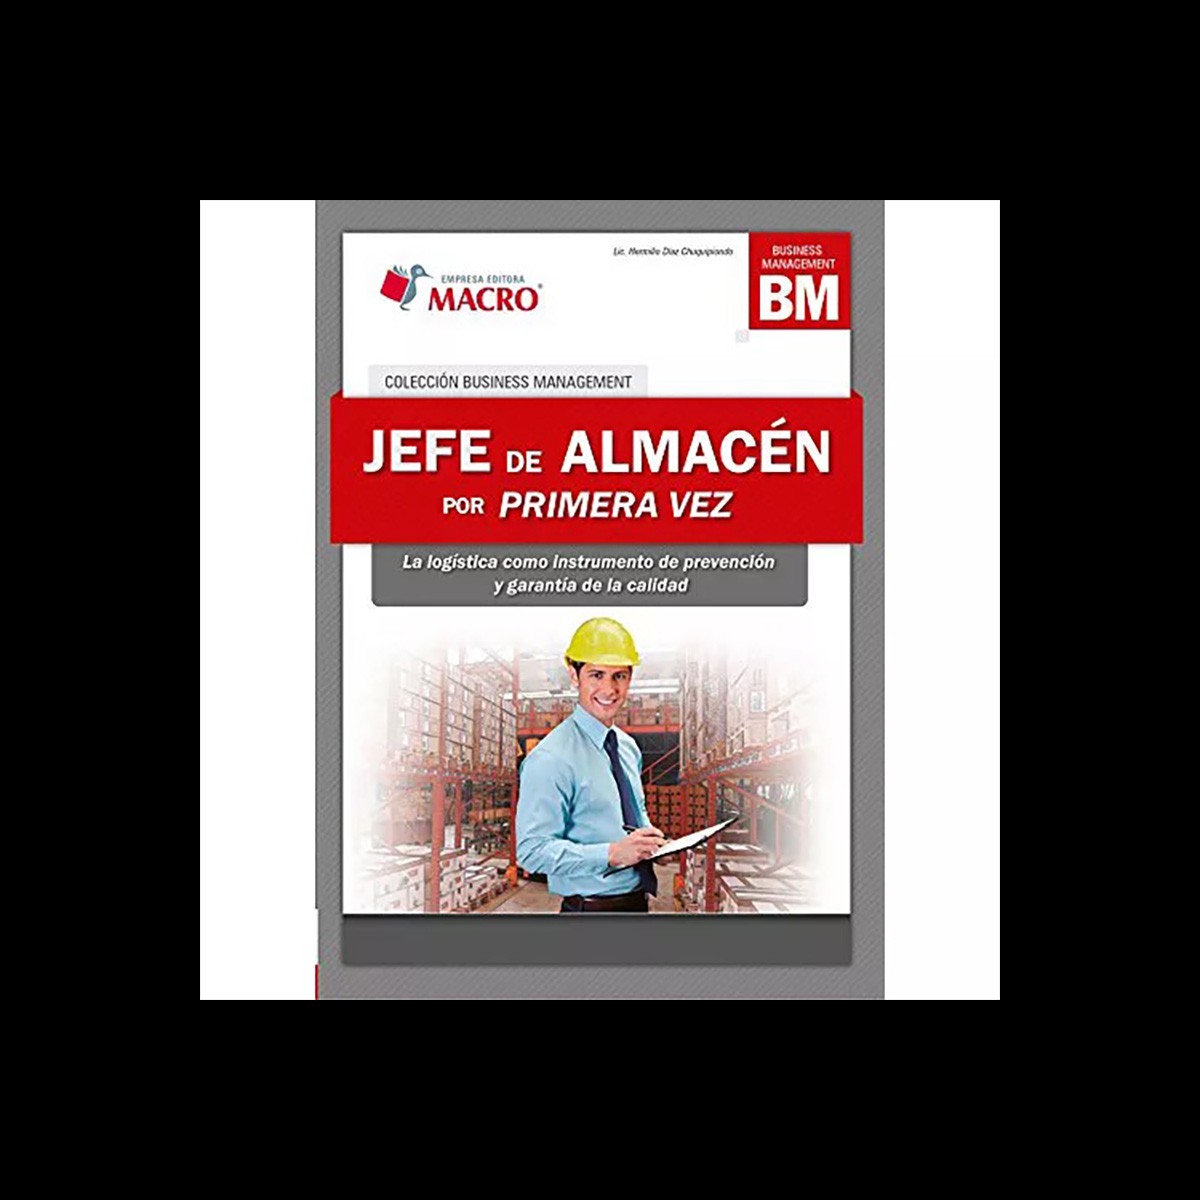 Lic. Hermilio Díaz Chuquipiondo
BUSINESS
MANAGEMENT
BM
EMPRESA EDITORA
MACRO®
COLECCIÓN BUSINESS MANAGEMENT
JEFE DE ALMACÉN
POR PRIMERA VEZ
La logística como instrumento de prevención
y garantía de la calidad